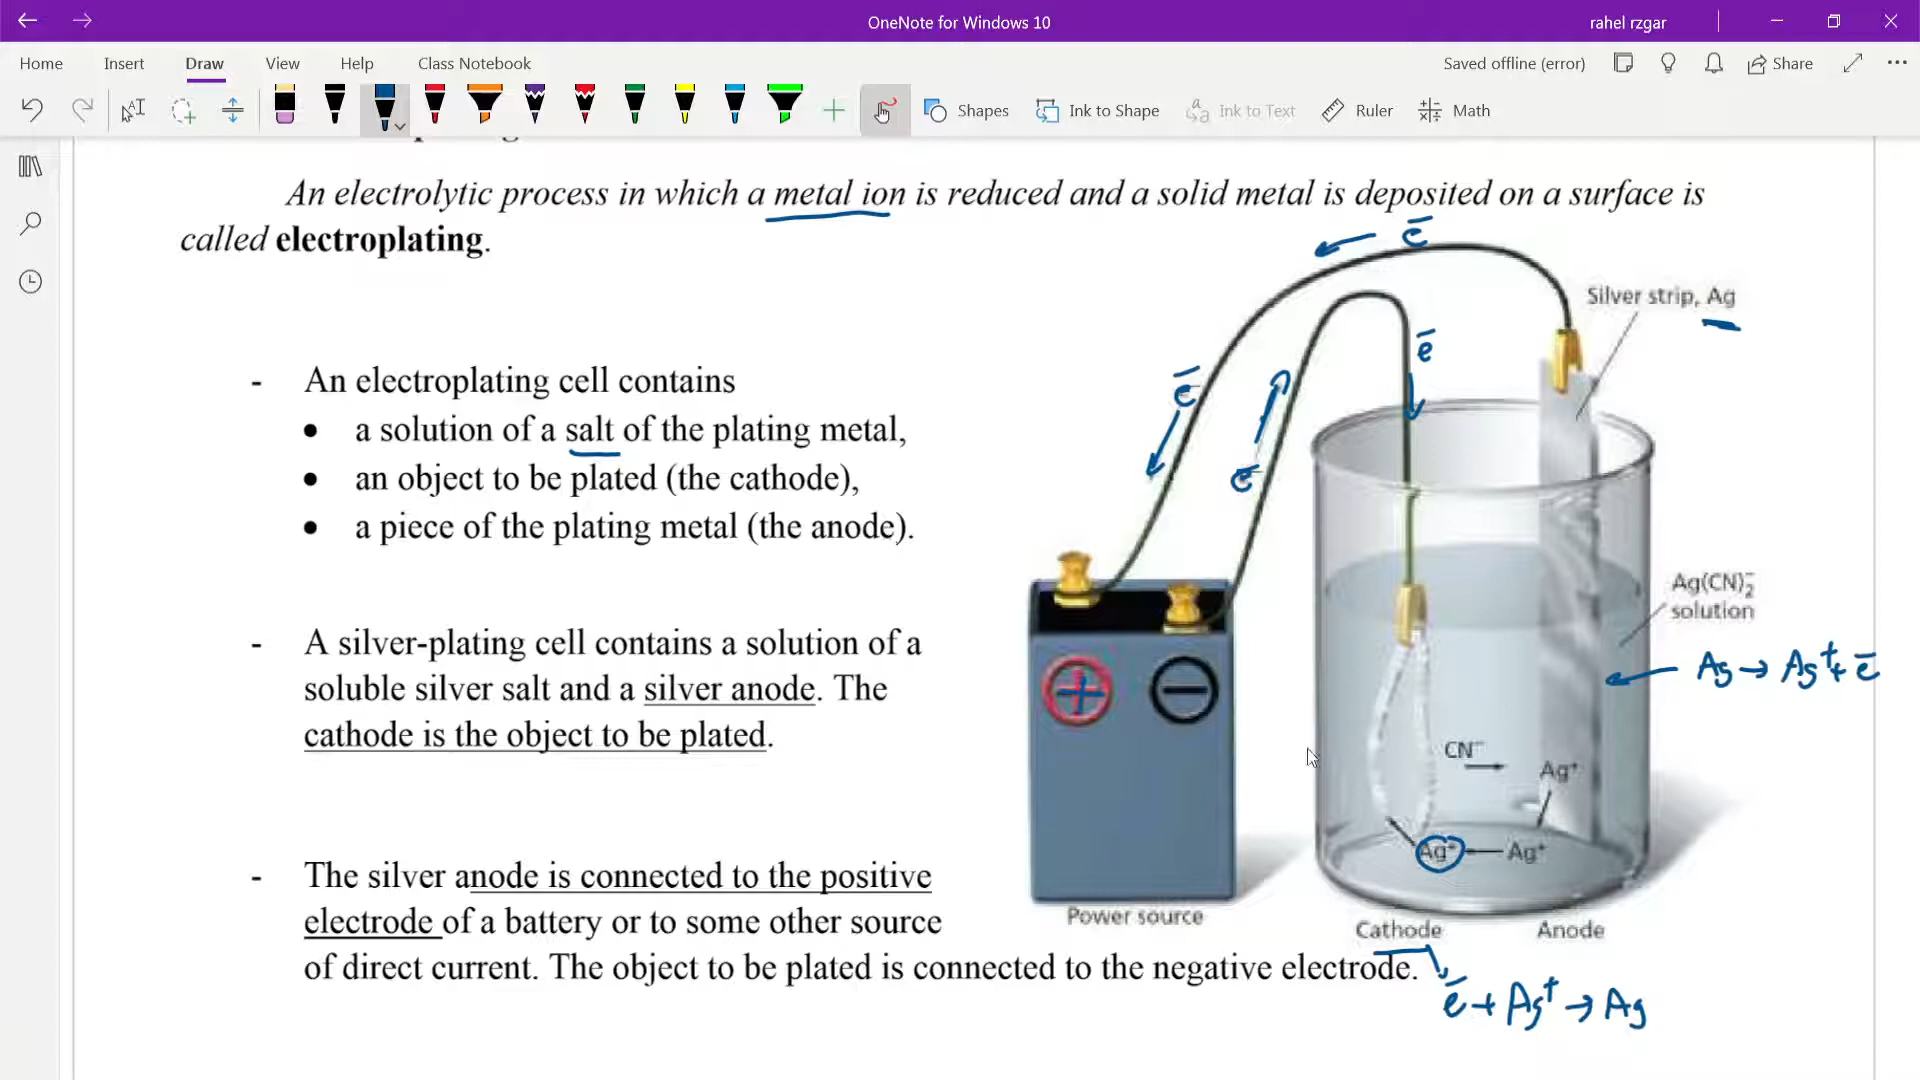 OneNote for Windows 10
rahel rzgar
Home Insert Draw View Help Class Notebook
Saved offline (error) Share
Shapes Ink to Shape Ink to Text Ruler Math
An electrolytic process in which a metal ion is reduced and a solid metal is deposited on a surface is
called electroplating.
- An electroplating cell contains
• a solution of a salt of the plating metal,
• an object to be plated (the cathode),
• a piece of the plating metal (the anode).
- A silver-plating cell contains a solution of a
soluble silver salt and a silver anode. The
cathode is the object to be plated.
- The silver anode is connected to the positive
electrode of a battery or to some other source
of direct current. The object to be plated is connected to the negative electrode.
e⁻
Silver strip, Ag
e⁻
e⁻
e⁻
Ag(CN)₂⁻
solution
Ag → Ag⁺ + e⁻
+ −
CN⁻
Ag⁺
Ag⁺ Ag⁺
Power source
Cathode Anode
e⁻ + Ag⁺ → Ag